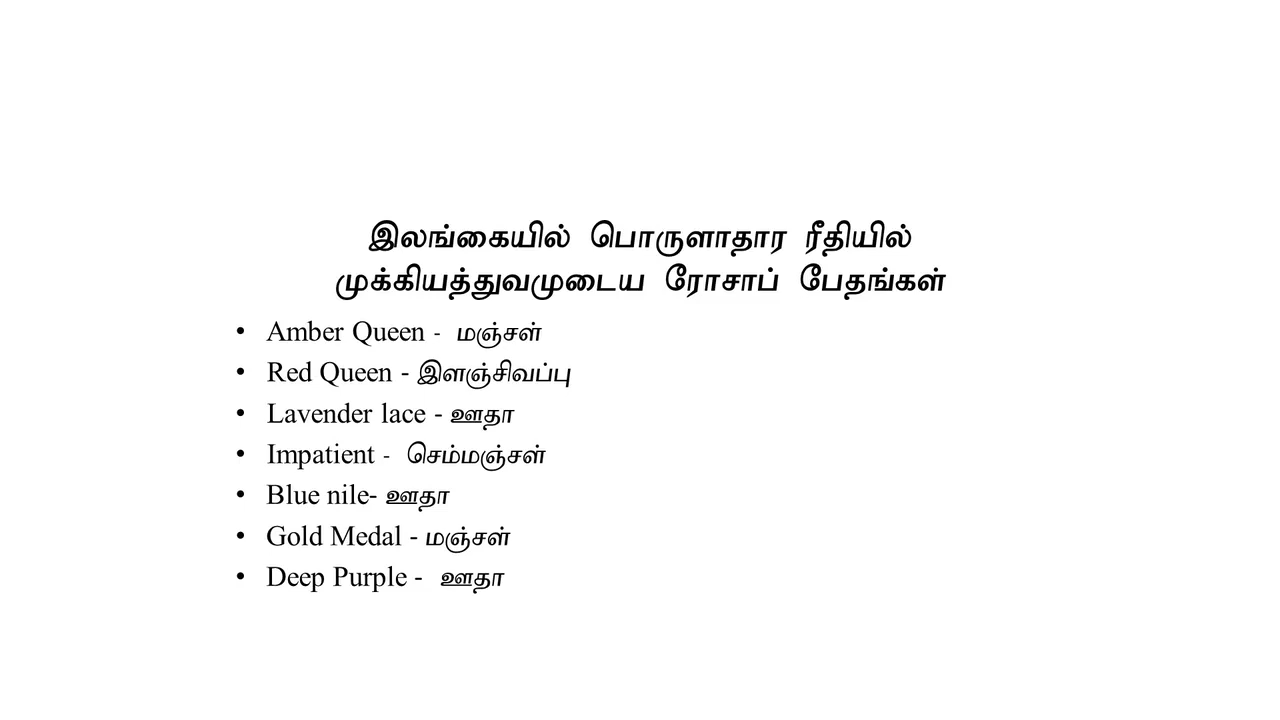 இலங்கையில் பொருளாதார ரீதியில்
முக்கியத்துவமுடைய ரோசாப் பேதங்கள்
• Amber Queen - மஞ்சள்
• Red Queen - இளஞ்சிவப்பு
• Lavender lace - ஊதா
• Impatient - செம்மஞ்சள்
• Blue nile- ஊதா
• Gold Medal - மஞ்சள்
• Deep Purple - ஊதா